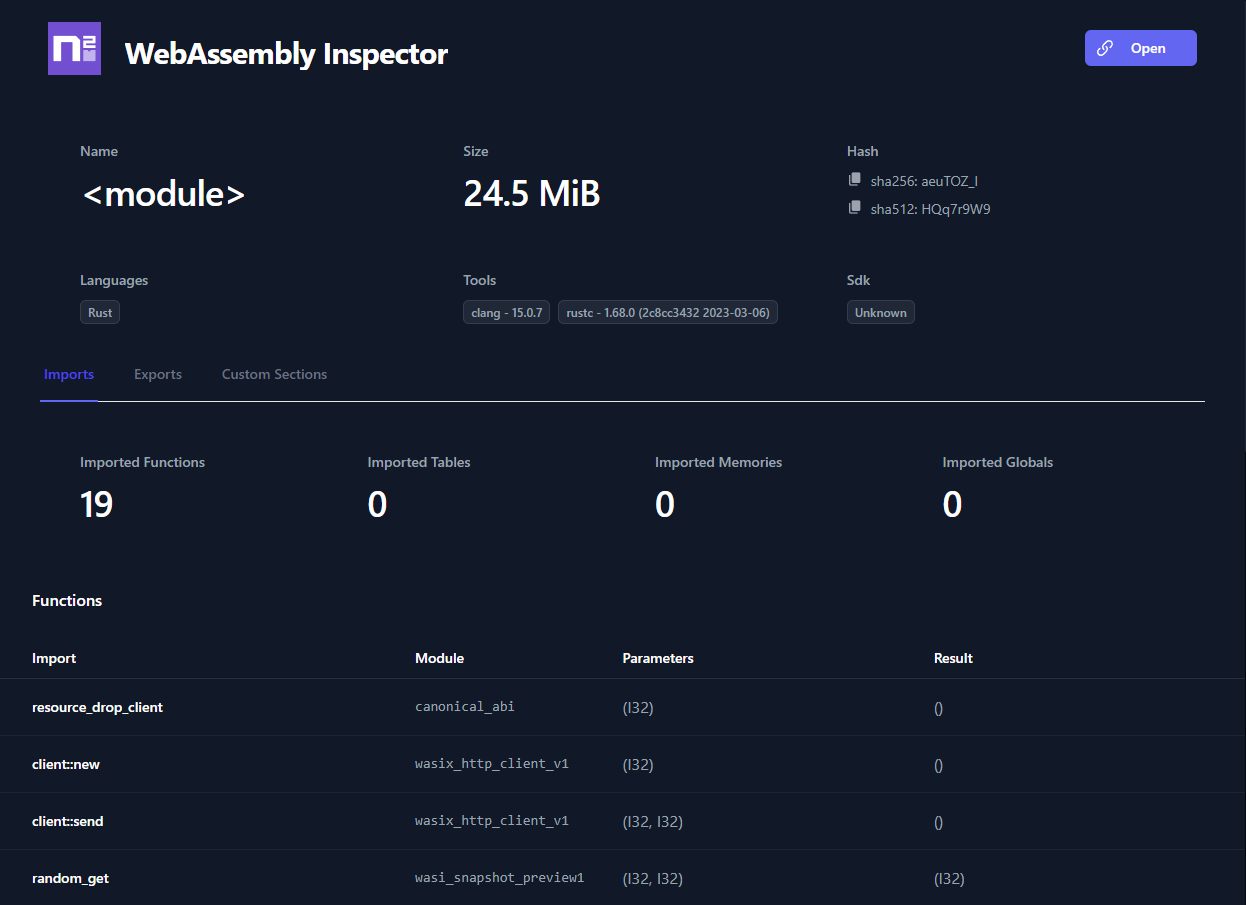 n2 WebAssembly Inspector Open
Name Size Hash
<module> 24.5 MiB sha256: aeuTOZ_I
sha512: HQq7r9W9
Languages Tools Sdk
Rust clang - 15.0.7 rustc - 1.68.0 (2c8cc3432 2023-03-06) Unknown
Imports Exports Custom Sections
Imported Functions Imported Tables Imported Memories Imported Globals
19 0 0 0
Functions
Import Module Parameters Result
resource_drop_client canonical_abi (I32) ()
client::new wasix_http_client_v1 (I32) ()
client::send wasix_http_client_v1 (I32, I32) ()
random_get wasi_snapshot_preview1 (I32, I32) (I32)